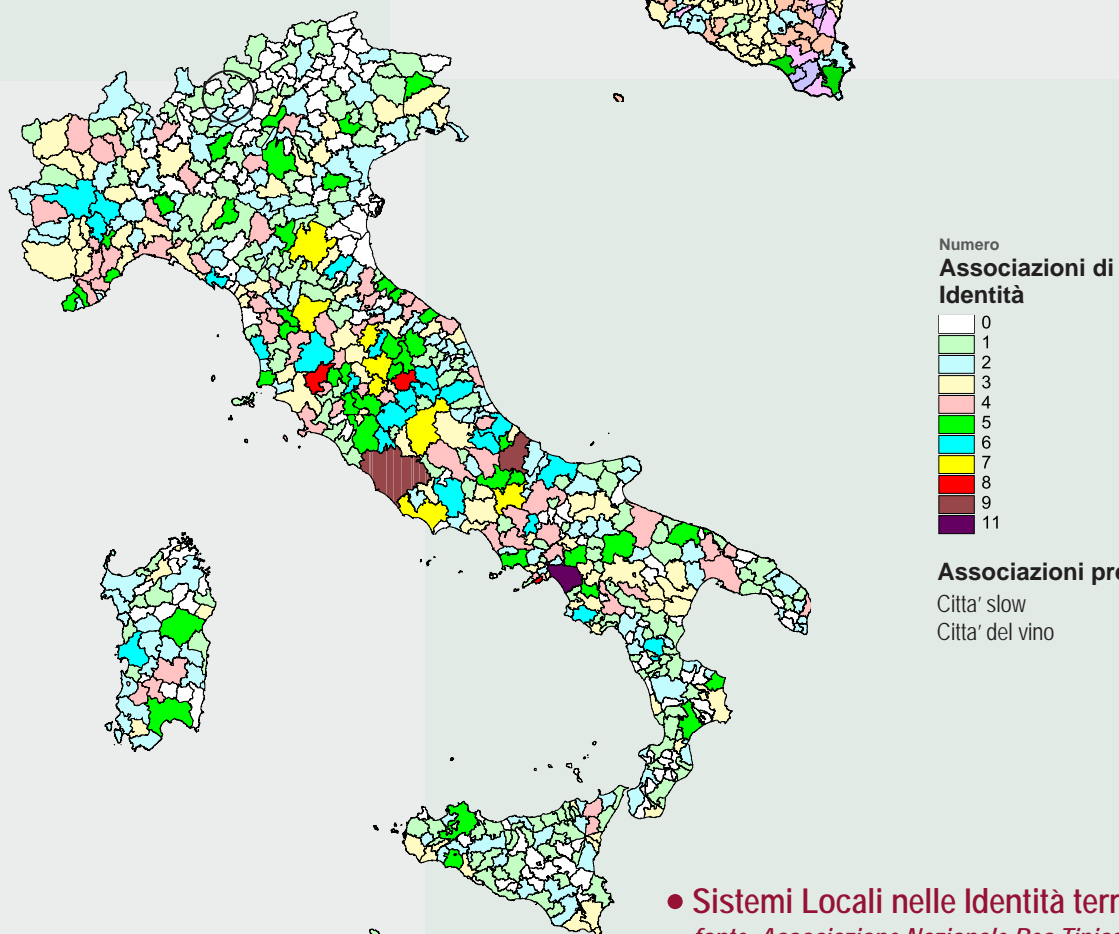 Numero
Associazioni di
Identità
0
1
2
3
4
5
6
7
8
9
11
Associazioni pro
Citta' slow
Citta' del vino
• Sistemi Locali nelle Identità terr